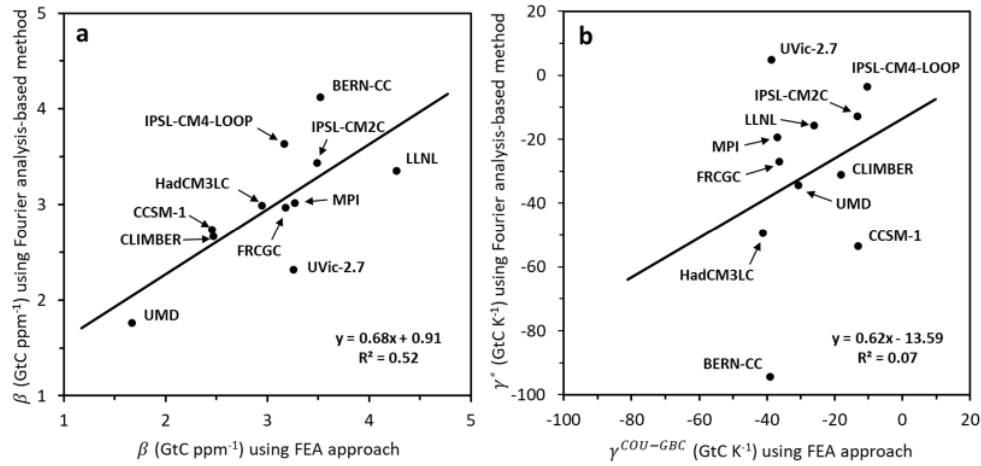 a
β (GtC ppm⁻¹) using Fourier analysis-based method
5
4
3
2
1
BERN-CC
IPSL-CM4-LOOP
IPSL-CM2C
LLNL
HadCM3LC
MPI
CCSM-1
CLIMBER
FRCGC
UVic-2.7
UMD
y = 0.68x + 0.91
R² = 0.52
1 2 3 4 5
β (GtC ppm⁻¹) using FEA approach
b
γ* (GtC K⁻¹) using Fourier analysis-based method
20
0
-20
-40
-60
-80
-100
UVic-2.7
IPSL-CM4-LOOP
IPSL-CM2C
LLNL
MPI
FRCGC
CLIMBER
UMD
CCSM-1
HadCM3LC
BERN-CC
y = 0.62x - 13.59
R² = 0.07
-100 -80 -60 -40 -20 0 20
γ^COU-GBC (GtC K⁻¹) using FEA approach